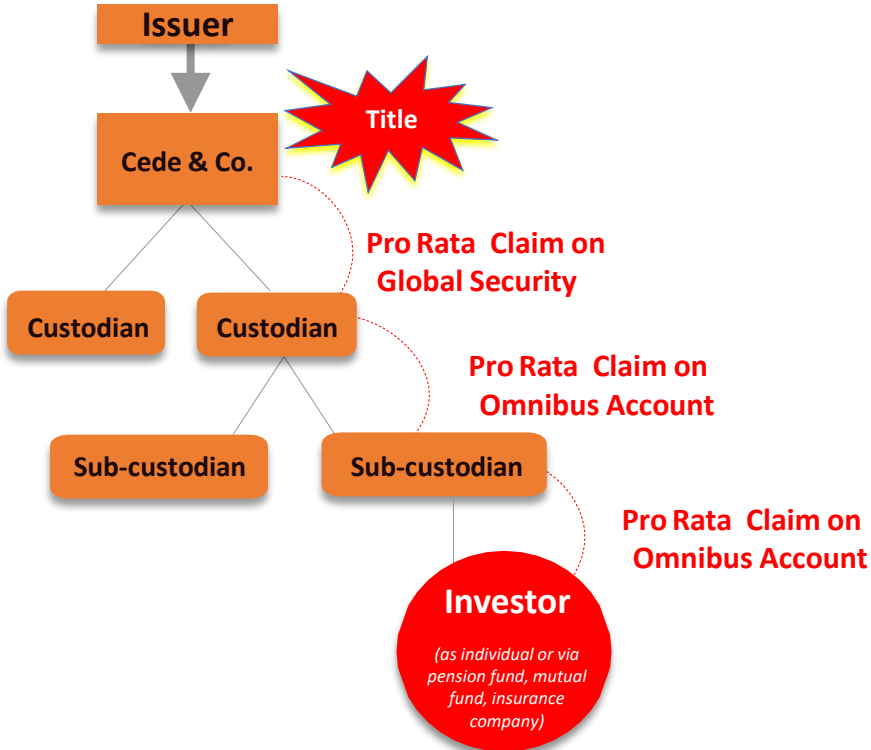 Issuer
Title
Cede & Co.
Pro Rata Claim on
Global Security
Custodian
Custodian
Pro Rata Claim on
Omnibus Account
Sub-custodian
Sub-custodian
Pro Rata Claim on
Omnibus Account
Investor
(as individual or via
pension fund, mutual
fund, insurance
company)